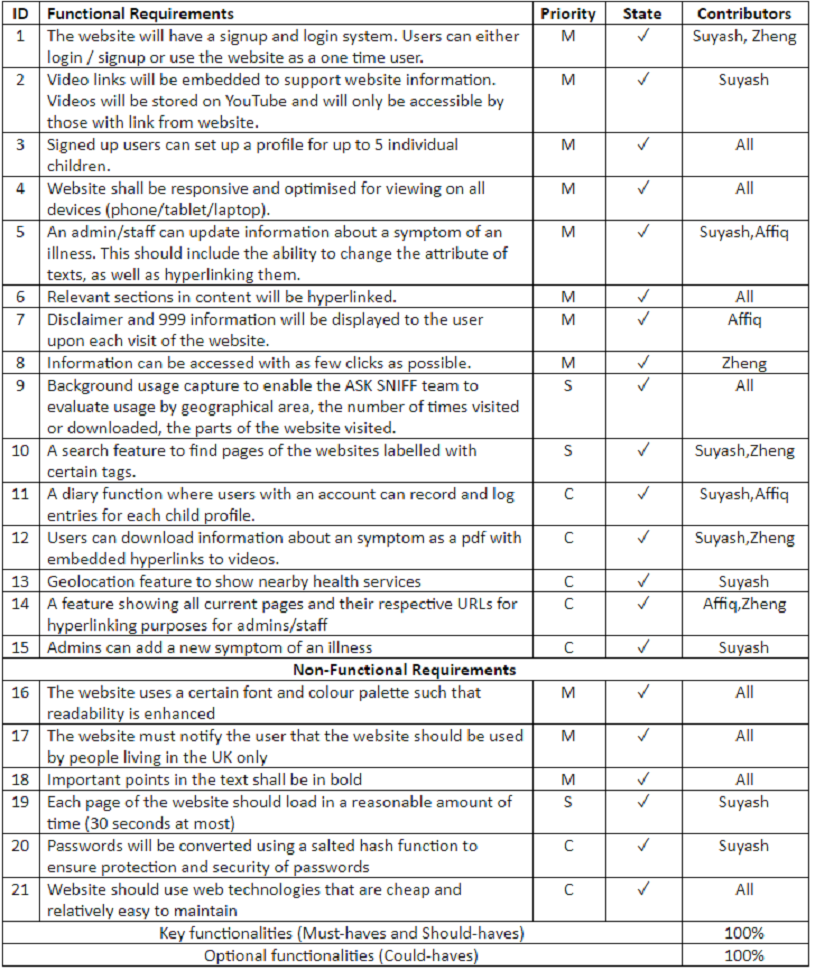 ID Functional Requirements Priority State Contributors
1 The website will have a signup and login system. Users can either M ✓ Suyash, Zheng
login / signup or use the website as a one time user.
2 Video links will be embedded to support website information. M ✓ Suyash
Videos will be stored on YouTube and will only be accessible by
those with link from website.
3 Signed up users can set up a profile for up to 5 individual M ✓ All
children.
4 Website shall be responsive and optimised for viewing on all M ✓ All
devices (phone/tablet/laptop).
5 An admin/staff can update information about a symptom of an M ✓ Suyash,Affiq
illness. This should include the ability to change the attribute of
texts, as well as hyperlinking them.
6 Relevant sections in content will be hyperlinked. M ✓ All
7 Disclaimer and 999 information will be displayed to the user M ✓ Affiq
upon each visit of the website.
8 Information can be accessed with as few clicks as possible. M ✓ Zheng
9 Background usage capture to enable the ASK SNIFF team to S ✓ All
evaluate usage by geographical area, the number of times visited
or downloaded, the parts of the website visited.
10 A search feature to find pages of the websites labelled with S ✓ Suyash,Zheng
certain tags.
11 A diary function where users with an account can record and log C ✓ Suyash,Affiq
entries for each child profile.
12 Users can download information about an symptom as a pdf with C ✓ Suyash,Zheng
embedded hyperlinks to videos.
13 Geolocation feature to show nearby health services C ✓ Suyash
14 A feature showing all current pages and their respective URLs for C ✓ Affiq,Zheng
hyperlinking purposes for admins/staff
15 Admins can add a new symptom of an illness C ✓ Suyash
Non-Functional Requirements
16 The website uses a certain font and colour palette such that M ✓ All
readability is enhanced
17 The website must notify the user that the website should be used M ✓ All
by people living in the UK only
18 Important points in the text shall be in bold M ✓ All
19 Each page of the website should load in a reasonable amount of S ✓ Suyash
time (30 seconds at most)
20 Passwords will be converted using a salted hash function to C ✓ Suyash
ensure protection and security of passwords
21 Website should use web technologies that are cheap and C ✓ All
relatively easy to maintain
Key functionalities (Must-haves and Should-haves) 100%
Optional functionalities (Could-haves) 100%